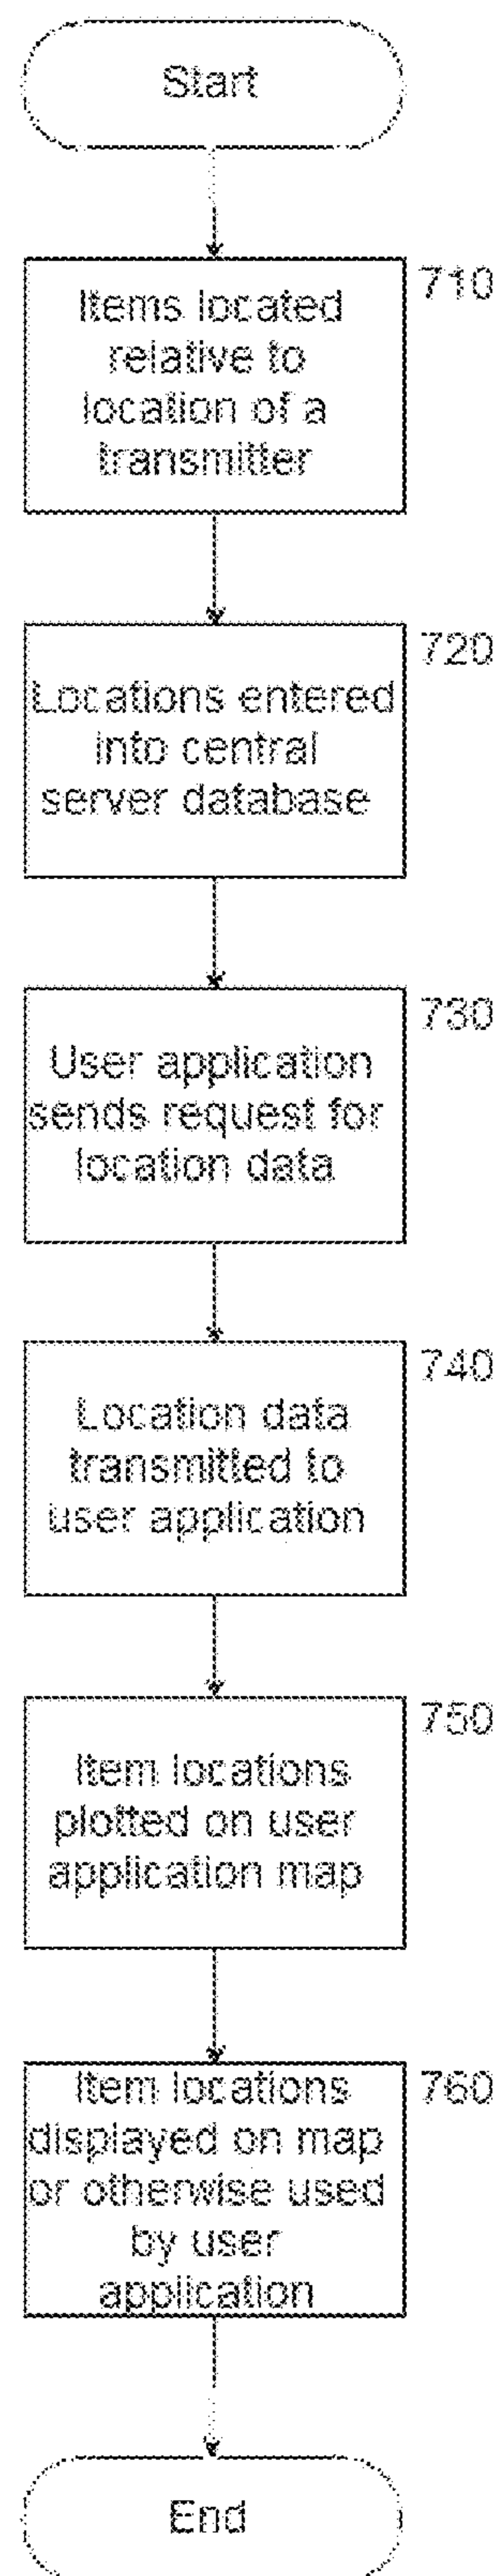 Start
710
Items located
relative to
location of a
transmitter
720
Locations entered
into central
server database
730
User application
sends request for
location data
740
Location data
transmitted to
user application
750
Item locations
plotted on user
application map
760
Item locations
displayed on map
or otherwise used
by user
application
End